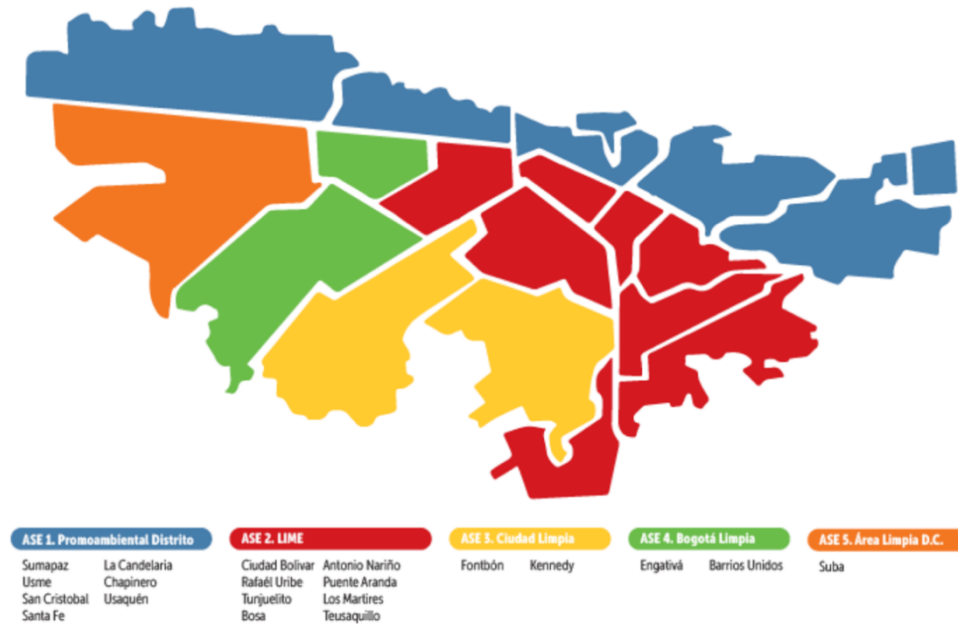 ASE 1. Promoambiental Distrito
Sumapaz La Candelaria
Usme Chapinero
San Cristobal Usaquén
Santa Fe
ASE 2. LIME
Ciudad Bolivar Antonio Nariño
Rafaél Uribe Puente Aranda
Tunjuelito Los Martires
Bosa Teusaquillo
ASE 3. Ciudad Limpia
Fontbón Kennedy
ASE 4. Bogotá Limpia
Engativá Barrios Unidos
ASE 5. Área Limpia D.C.
Suba